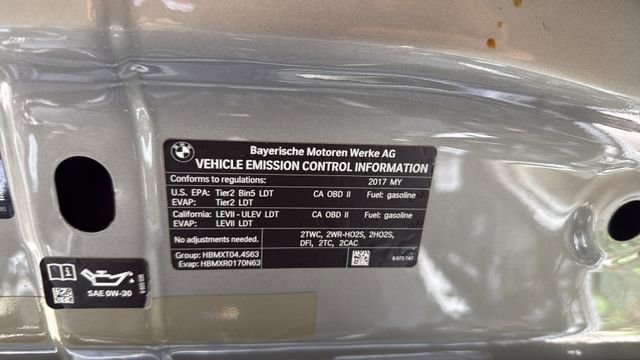 BMW
Bayerische Motoren Werke AG
VEHICLE EMISSION CONTROL INFORMATION
Conforms to regulations: 2017 MY
U.S. EPA: Tier2 Bin5 LDT CA OBD II Fuel: gasoline
EVAP: Tier2 LDT
California: LEVII - ULEV LDT CA OBD II Fuel: gasoline
EVAP: LEVII LDT
No adjustments needed. 2TWC, 2WR-HO2S, 2HO2S,
DFI, 2TC, 2CAC
Group: HBMXT04.4S63
Evap: HBMXR0170N63
SAE 0W-30